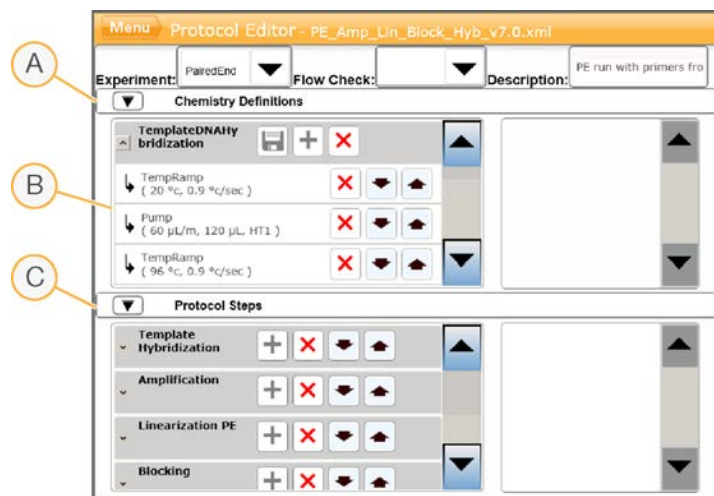 Menu Protocol Editor - PE_Amp_Lin_Block_Hyb_v7.0.xml
A
Experiment: PairedEnd Flow Check: Description: PE run with primers fro
Chemistry Definitions
TemplateDNAHy
bridization
B
TempRamp
( 20 °c, 0.9 °c/sec )
Pump
( 60 µL/m, 120 µL, HT1 )
TempRamp
( 96 °c, 0.9 °c/sec )
C
Protocol Steps
Template
Hybridization
Amplification
Linearization PE
Blocking